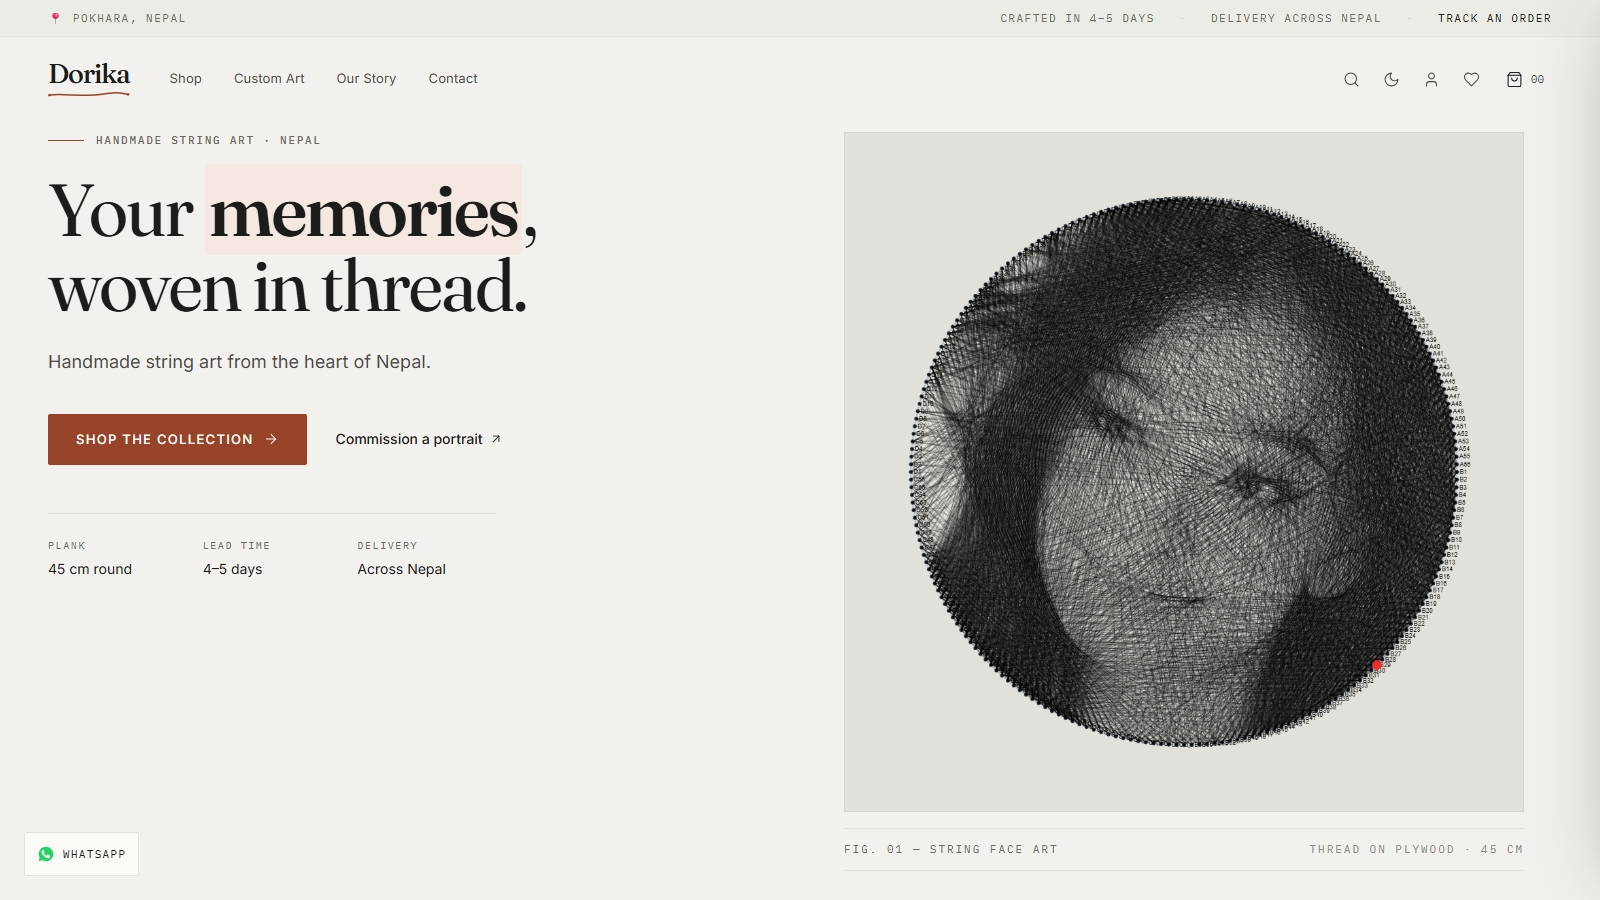 POKHARA, NEPAL
CRAFTED IN 4–5 DAYS · DELIVERY ACROSS NEPAL · TRACK AN ORDER
Dorika
Shop
Custom Art
Our Story
Contact
00
HANDMADE STRING ART · NEPAL
Your memories,
woven in thread.
Handmade string art from the heart of Nepal.
SHOP THE COLLECTION →
Commission a portrait ↗
PLANK
45 cm round
LEAD TIME
4–5 days
DELIVERY
Across Nepal
FIG. 01 — STRING FACE ART
THREAD ON PLYWOOD · 45 CM
WHATSAPP